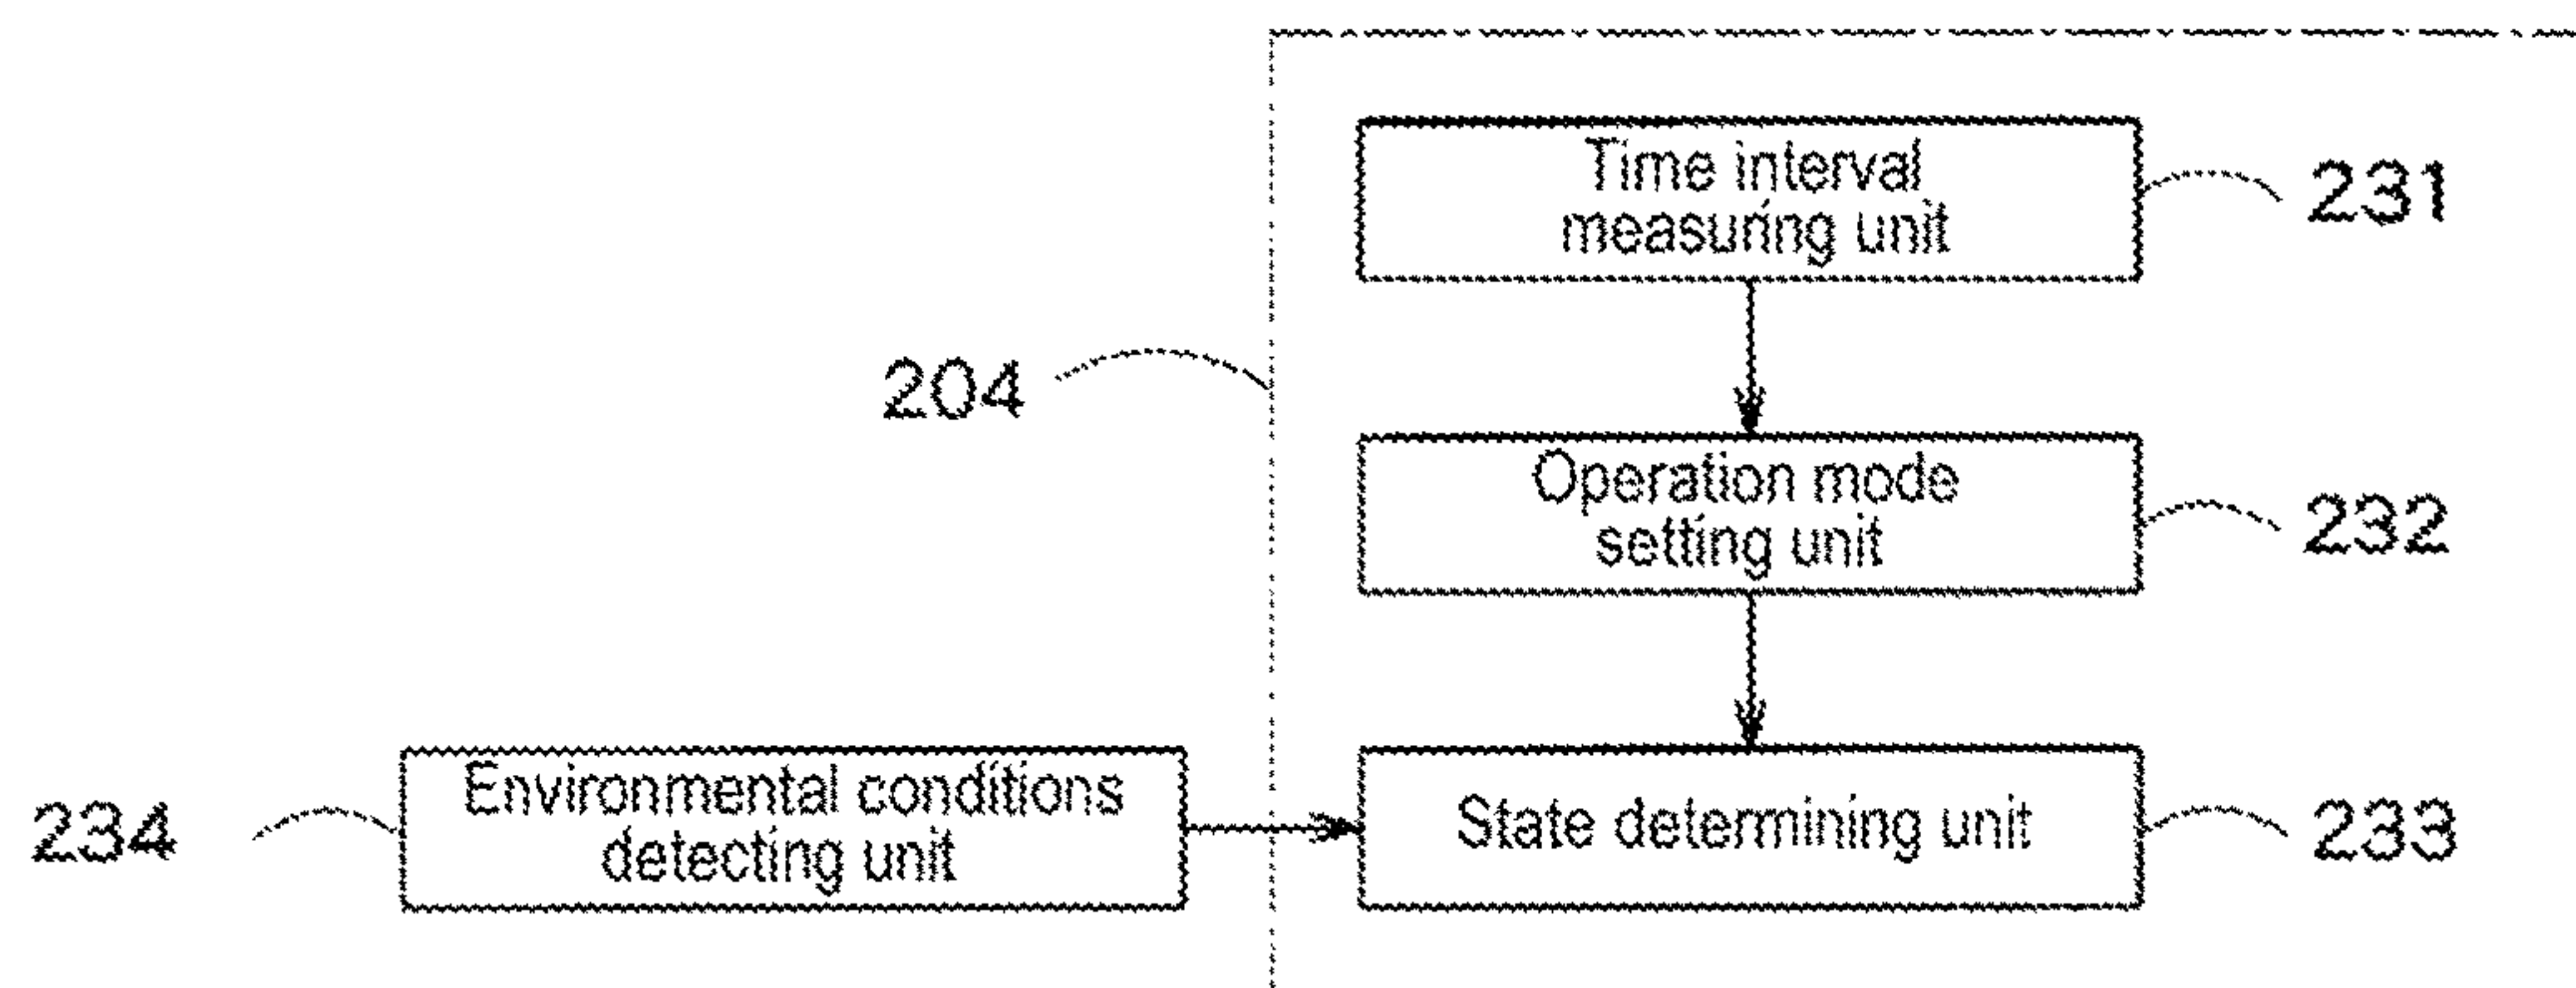 Time interval
measuring unit
231
204
Operation mode
setting unit
232
Environmental conditions
detecting unit
234
State determining unit
233